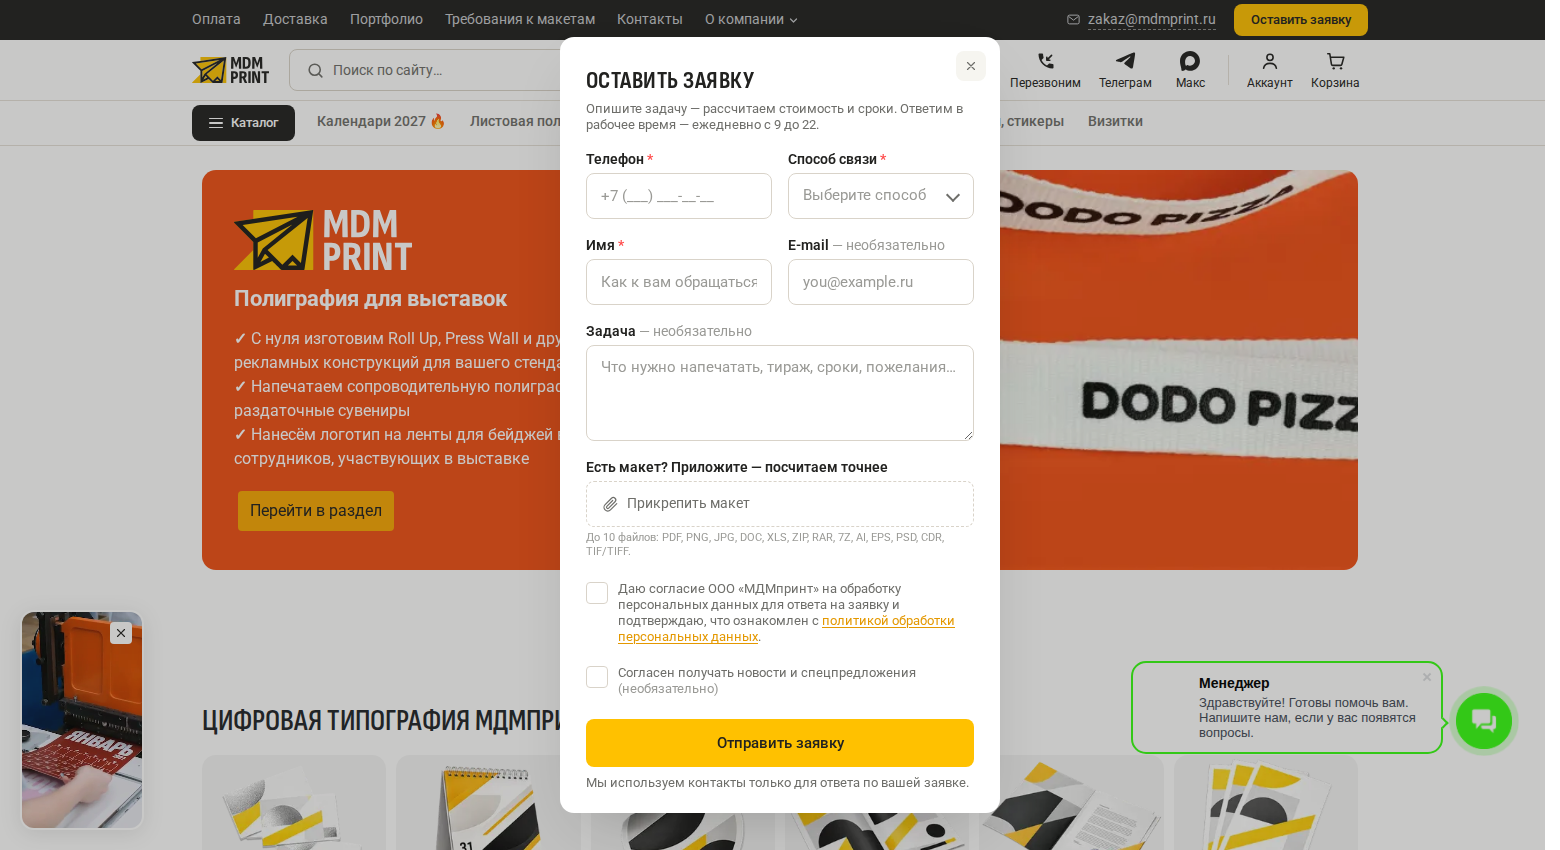 Оплата Доставка Портфолио Требования к макетам Контакты О компании zakaz@mdmprint.ru Оставить заявку
MDM PRINT
Поиск по сайту...
Перезвоним Телеграм Макс Аккаунт Корзина
Каталог Календари 2027 🔥 Листовая стикеры Визитки
MDM
PRINT
Полиграфия для выставок
✓ С нуля изготовим Roll Up, Press Wall и
рекламных конструкций для вашего стенда
✓ Напечатаем сопроводительную
раздаточные сувениры
✓ Нанесём логотип на ленты для бейджей
сотрудников, участвующих в выставке
Перейти в раздел
DODO PIZZ
DODO PIZZ
ОСТАВИТЬ ЗАЯВКУ
Опишите задачу — рассчитаем стоимость и сроки. Ответим в
рабочее время — ежедневно с 9 до 22.
Телефон * Способ связи *
+7 (___) ___-__-__ Выберите способ
Имя * E-mail — необязательно
Как к вам обращаться you@example.ru
Задача — необязательно
Что нужно напечатать, тираж, сроки, пожелания...
Есть макет? Приложите — посчитаем точнее
Прикрепить макет
До 10 файлов: PDF, PNG, JPG, DOC, XLS, ZIP, RAR, 7Z, AI, EPS, PSD, CDR,
TIF/TIFF.
Даю согласие ООО «МДМпринт» на обработку
персональных данных для ответа на заявку и
подтверждаю, что ознакомлен с политикой обработки
персональных данных.
Согласен получать новости и спецпредложения
(необязательно)
Отправить заявку
Мы используем контакты только для ответа по вашей заявке.
ЯНВАРЬ
ЦИФРОВАЯ ТИПОГРАФИЯ
31
Менеджер
Здравствуйте! Готовы помочь вам.
Напишите нам, если у вас появятся
вопросы.